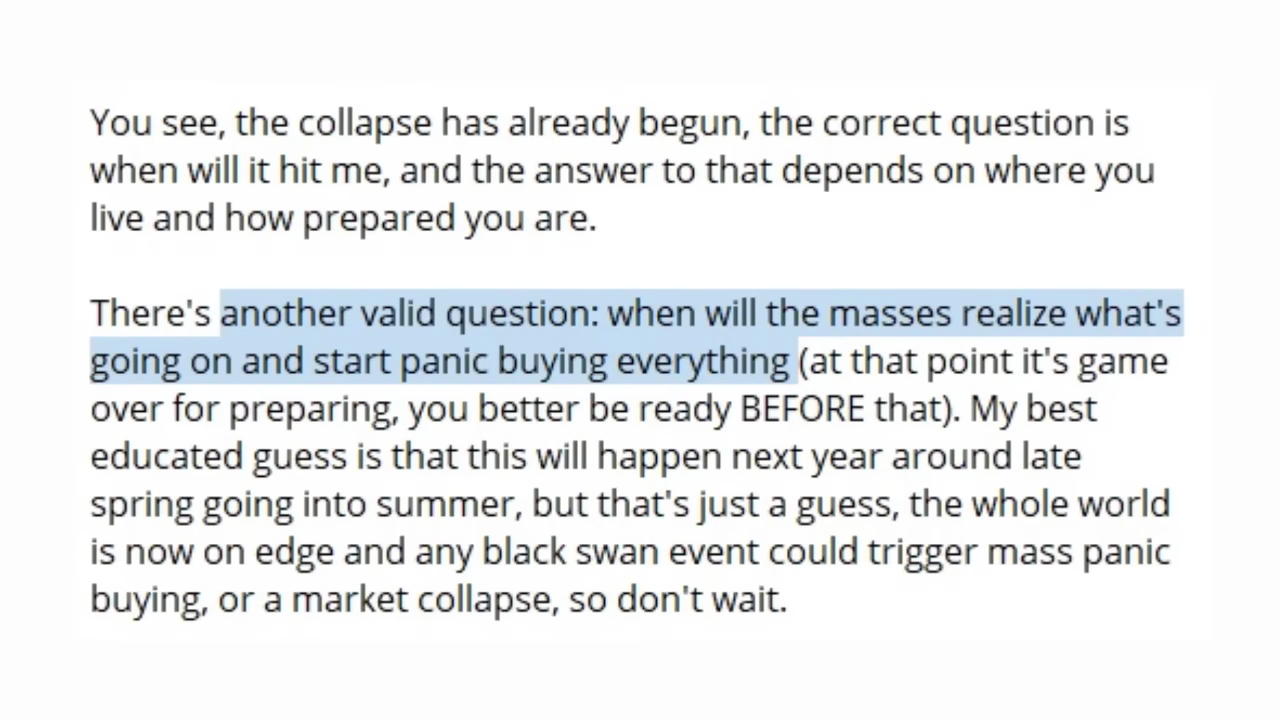 You see, the collapse has already begun, the correct question is
when will it hit me, and the answer to that depends on where you
live and how prepared you are.
There's another valid question: when will the masses realize what's
going on and start panic buying everything (at that point it's game
over for preparing, you better be ready BEFORE that). My best
educated guess is that this will happen next year around late
spring going into summer, but that's just a guess, the whole world
is now on edge and any black swan event could trigger mass panic
buying, or a market collapse, so don't wait.